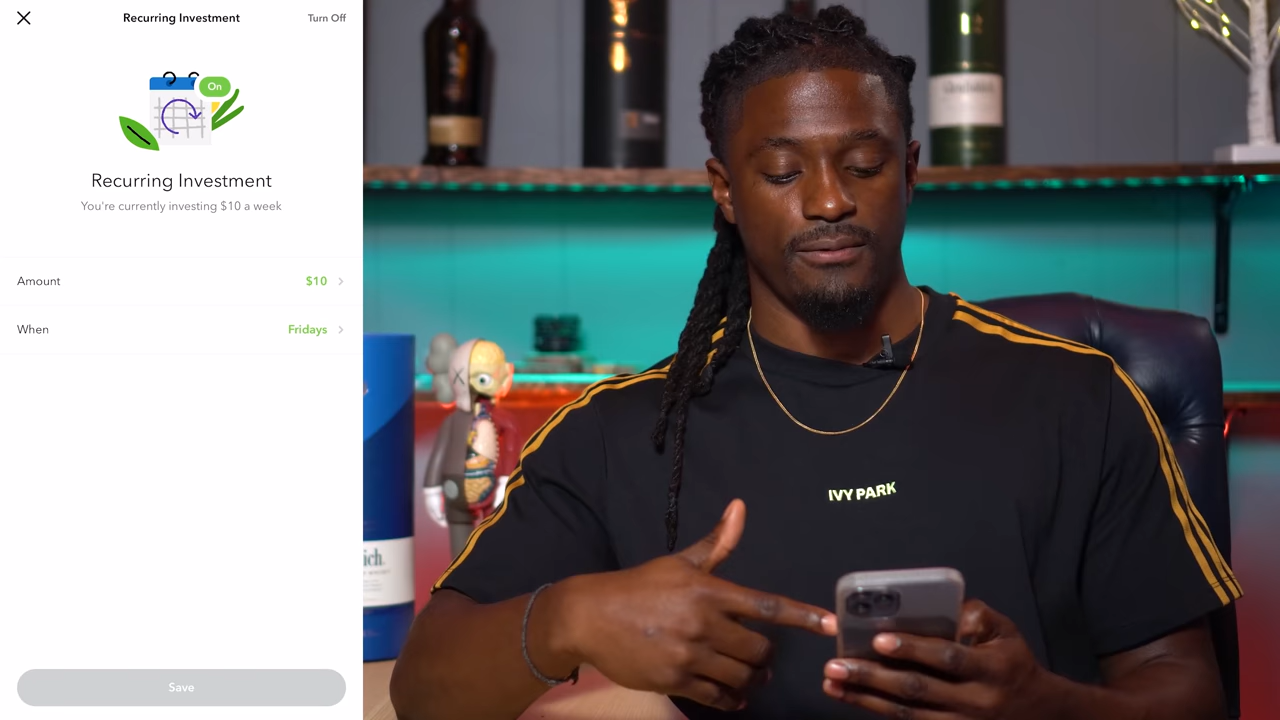 Recurring Investment
Turn Off
On
Recurring Investment
You're currently investing $10 a week
Amount
$10
When
Fridays
Save
IVY PARK
ich